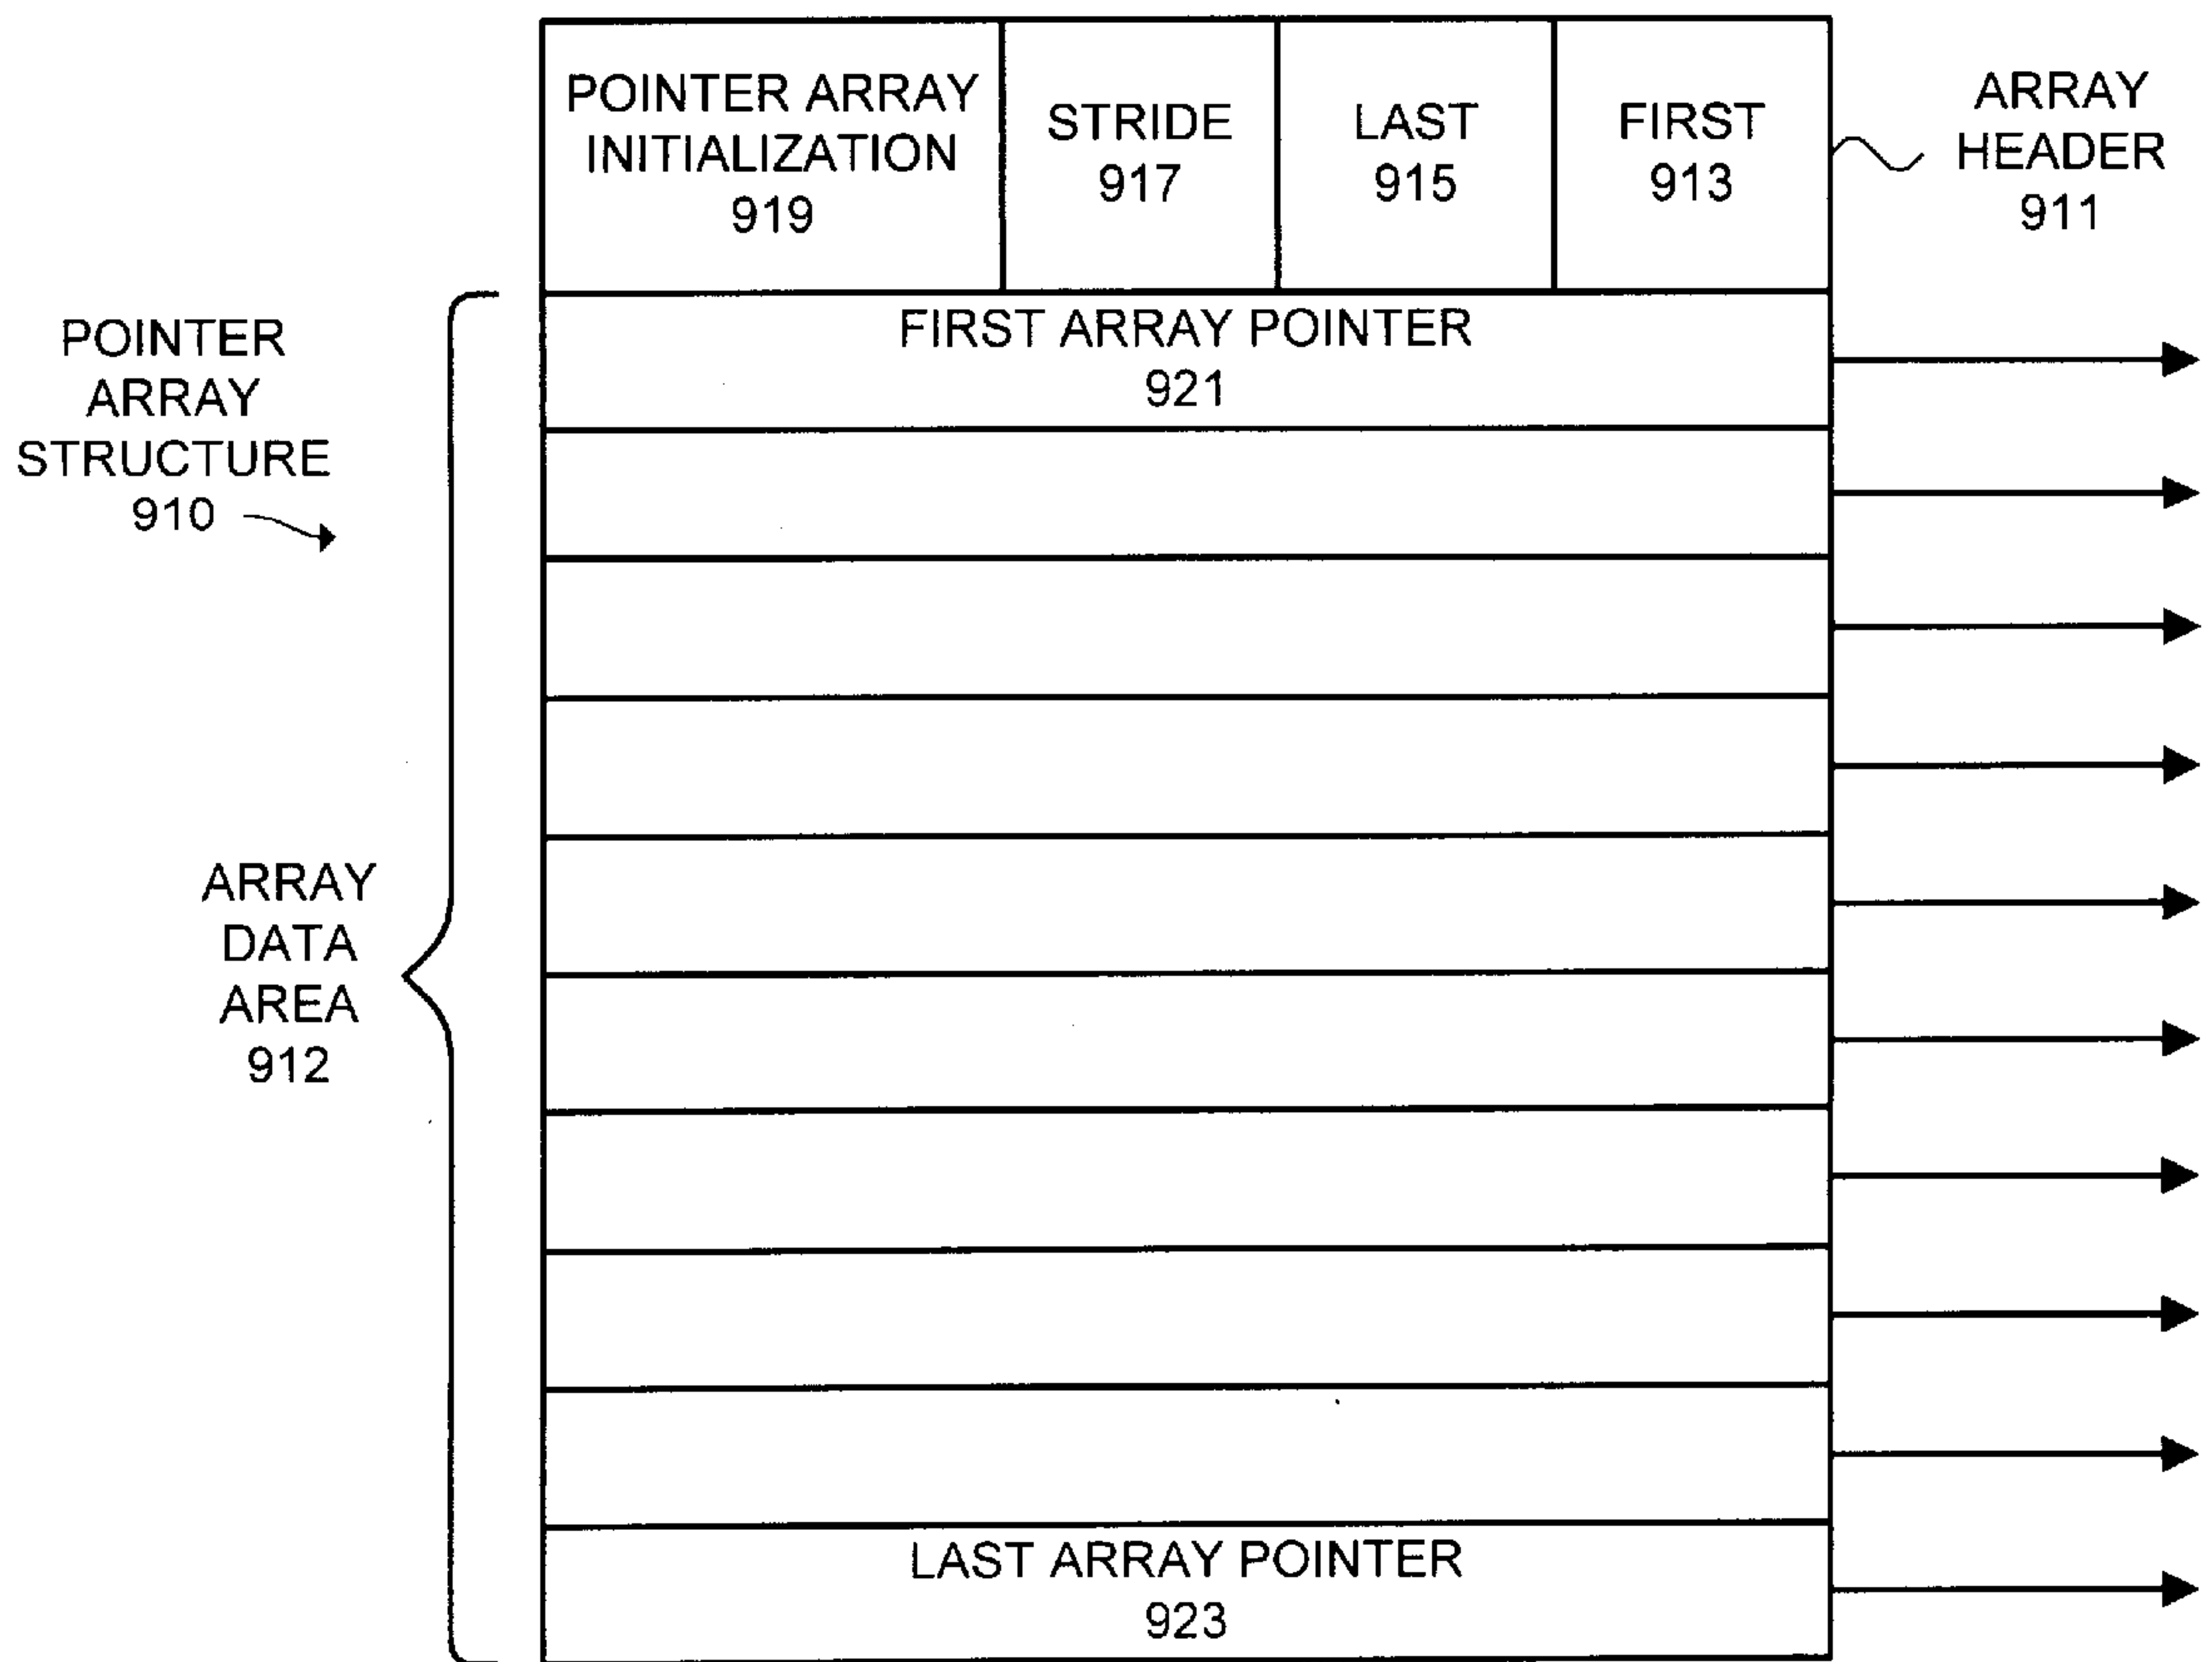 POINTER ARRAY
INITIALIZATION
919
STRIDE
917
LAST
915
FIRST
913
ARRAY
HEADER
911
POINTER
ARRAY
STRUCTURE
910
FIRST ARRAY POINTER
921
ARRAY
DATA
AREA
912
LAST ARRAY POINTER
923